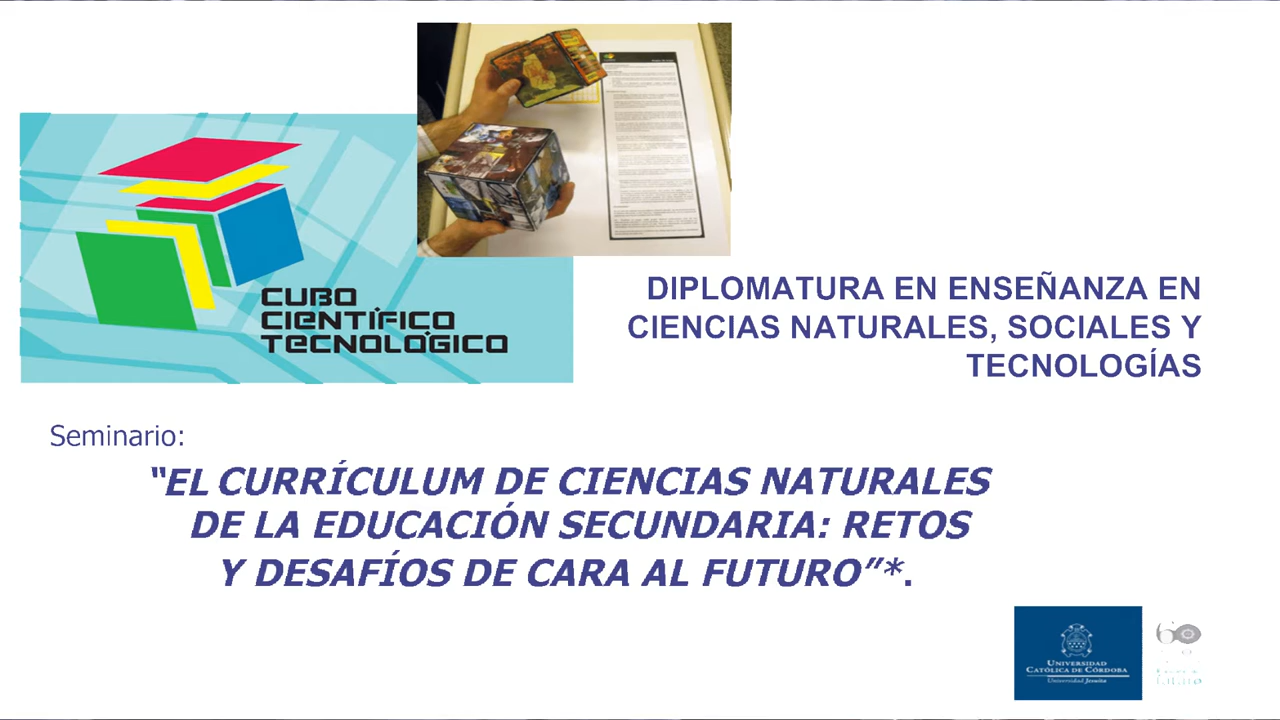 CUBO
CIENTÍFICO
TECNOLÓGICO
DIPLOMATURA EN ENSEÑANZA EN
CIENCIAS NATURALES, SOCIALES Y
TECNOLOGÍAS
Seminario:
“EL CURRÍCULUM DE CIENCIAS NATURALES
DE LA EDUCACIÓN SECUNDARIA: RETOS
Y DESAFÍOS DE CARA AL FUTURO”*.
UNIVERSIDAD
CATÓLICA DE CÓRDOBA
Universidad Jesuita
60